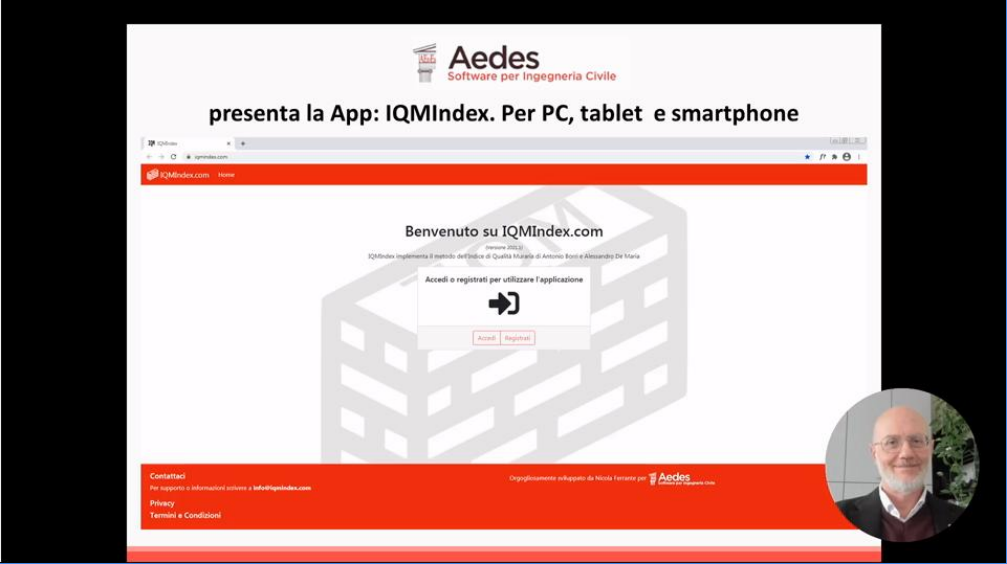 Aedes
Software per Ingegneria Civile
presenta la App: IQMIndex. Per PC, tablet e smartphone
IQMIndex
iqmindex.com
IQMIndex.com Home
Benvenuto su IQMIndex.com
(Versione 2021.1)
IQMIndex implementa il metodo dell'Indice di Qualità Muraria di Antonio Borri e Alessandro De Maria
Accedi o registrati per utilizzare l'applicazione
Accedi Registrati
Contattaci
Per supporto o informazioni scrivere a info@iqmindex.com
Orgogliosamente sviluppato da Nicola Ferrante per Aedes
Software per Ingegneria Civile
Privacy
Termini e Condizioni